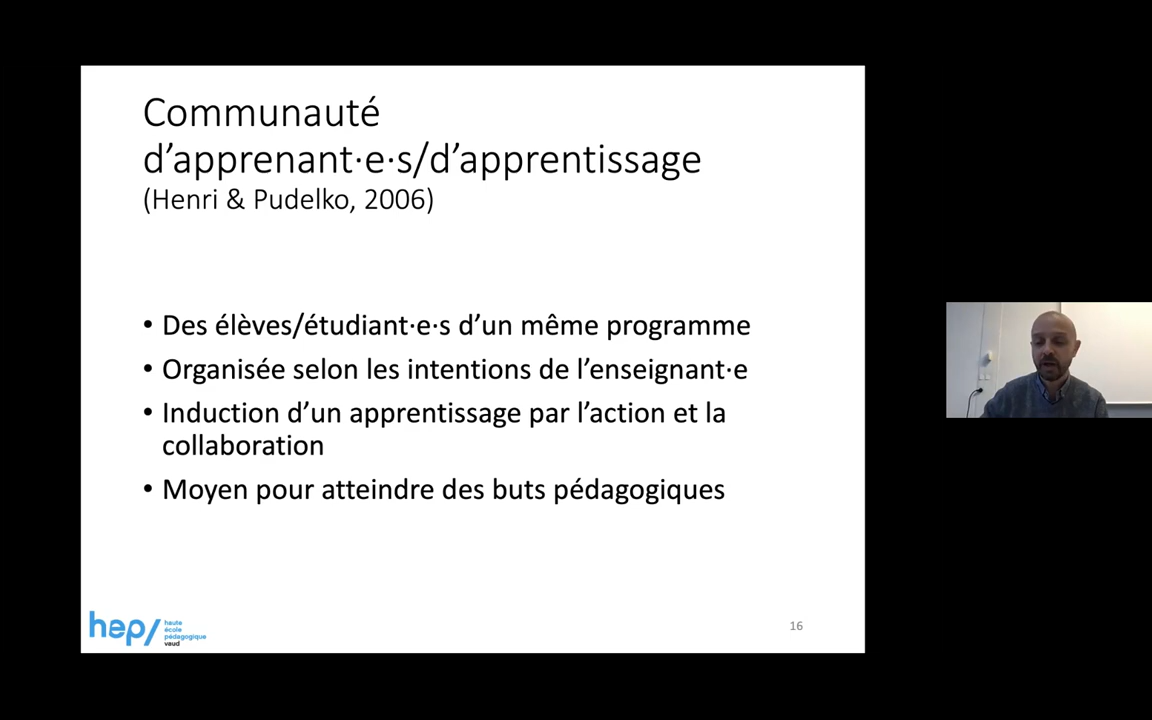 Communauté
d’apprenant·e·s/d’apprentissage
(Henri & Pudelko, 2006)
• Des élèves/étudiant·e·s d’un même programme
• Organisée selon les intentions de l’enseignant·e
• Induction d’un apprentissage par l’action et la
collaboration
• Moyen pour atteindre des buts pédagogiques
hep/
haute
école
pédagogique
vaud
16